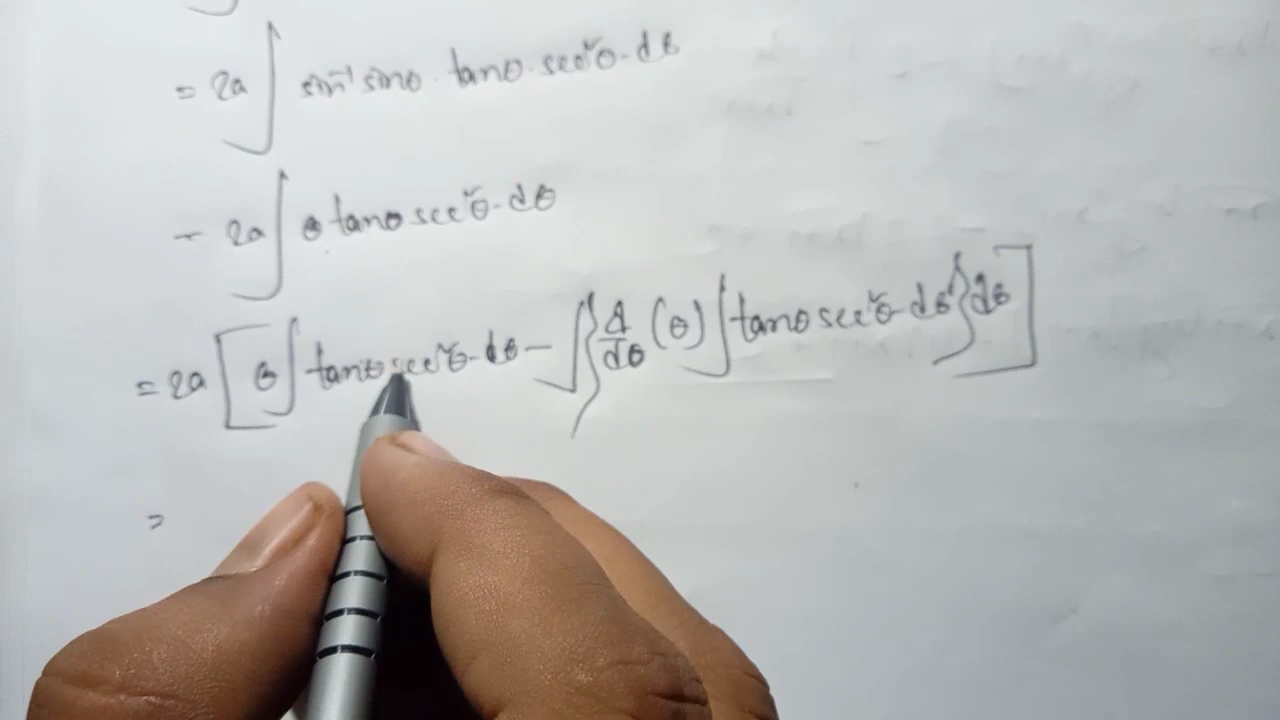 = 2a ∫ sin⁻¹ sinθ · tanθ · sec²θ · dθ
= 2a ∫ θ tanθ sec²θ · dθ
= 2a [ θ ∫ tanθ sec²θ · dθ − ∫ { d/dθ (θ) ∫ tanθ sec²θ · dθ } dθ ]
=